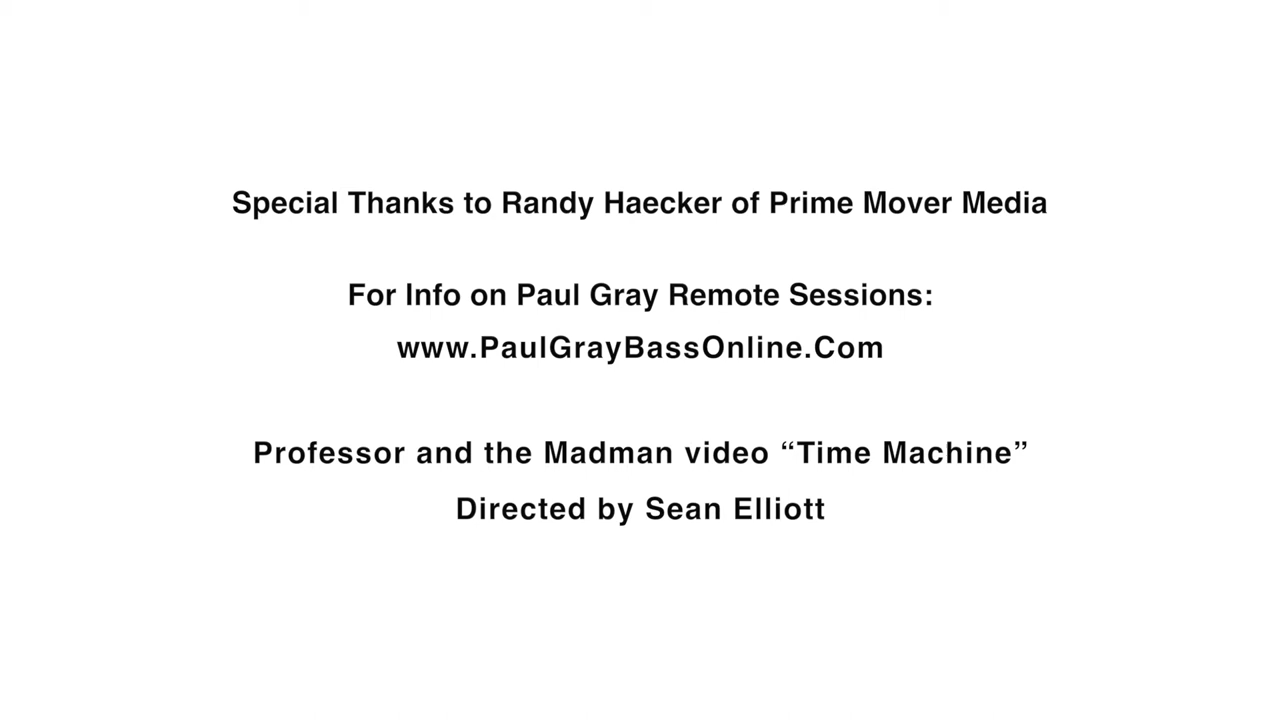 Special Thanks to Randy Haecker of Prime Mover Media
For Info on Paul Gray Remote Sessions:
www.PaulGrayBassOnline.Com
Professor and the Madman video “Time Machine”
Directed by Sean Elliott